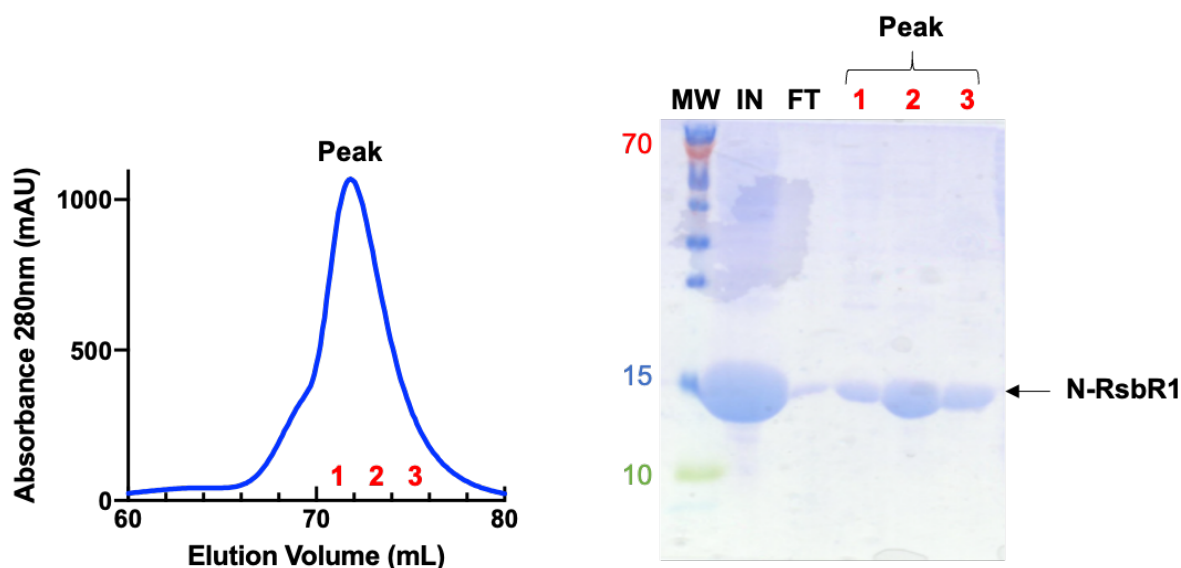 Peak
Absorbance 280nm (mAU)
1000
500
0
1 2 3
60 70 80
Elution Volume (mL)
Peak
MW IN FT 1 2 3
70
15
N-RsbR1
10